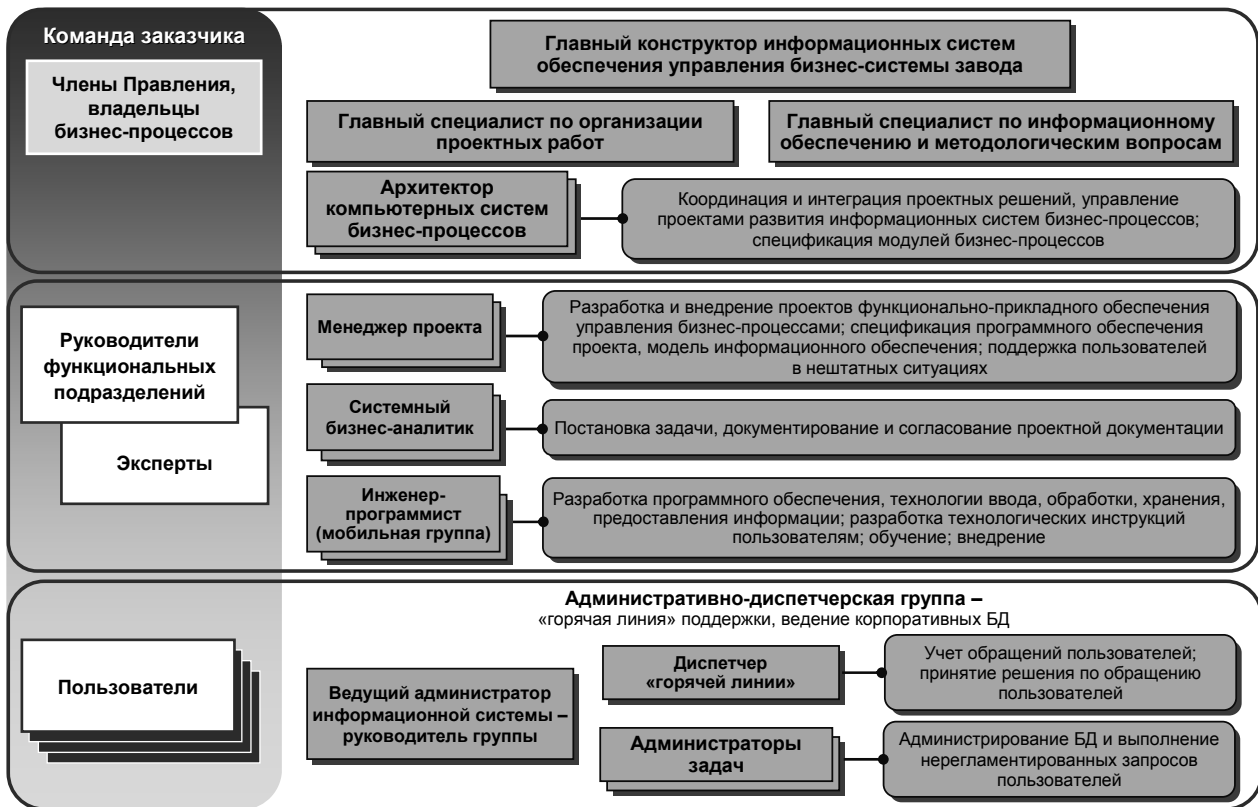 Команда заказчика
Члены Правления,
владельцы
бизнес-процессов
Главный конструктор информационных систем
обеспечения управления бизнес-системы завода
Главный специалист по организации
проектных работ
Главный специалист по информационному
обеспечению и методологическим вопросам
Архитектор
компьютерных систем
бизнес-процессов
Координация и интеграция проектных решений, управление
проектами развития информационных систем бизнес-процессов;
спецификация модулей бизнес-процессов
Руководители
функциональных
подразделений
Эксперты
Менеджер проекта
Разработка и внедрение проектов функционально-прикладного обеспечения
управления бизнес-процессами; спецификация программного обеспечения
проекта, модель информационного обеспечения; поддержка пользователей
в нештатных ситуациях
Системный
бизнес-аналитик
Постановка задачи, документирование и согласование проектной документации
Инженер-
программист
(мобильная группа)
Разработка программного обеспечения, технологии ввода, обработки, хранения,
предоставления информации; разработка технологических инструкций
пользователям; обучение; внедрение
Пользователи
Административно-диспетчерская группа –
«горячая линия» поддержки, ведение корпоративных БД
Ведущий администратор
информационной системы –
руководитель группы
Диспетчер
«горячей линии»
Учет обращений пользователей;
принятие решения по обращению
пользователей
Администраторы
задач
Администрирование БД и выполнение
нерегламентированных запросов
пользователей